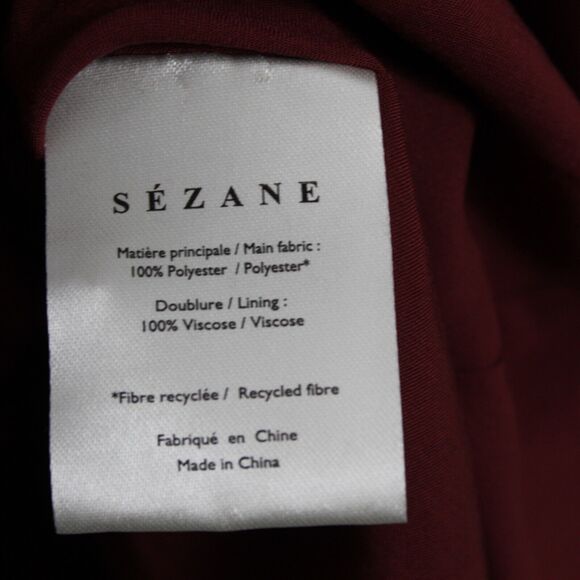 SÉZANE
Matière principale / Main fabric :
100% Polyester / Polyester*
Doublure / Lining :
100% Viscose / Viscose
*Fibre recyclée / Recycled fibre
Fabriqué en Chine
Made in China